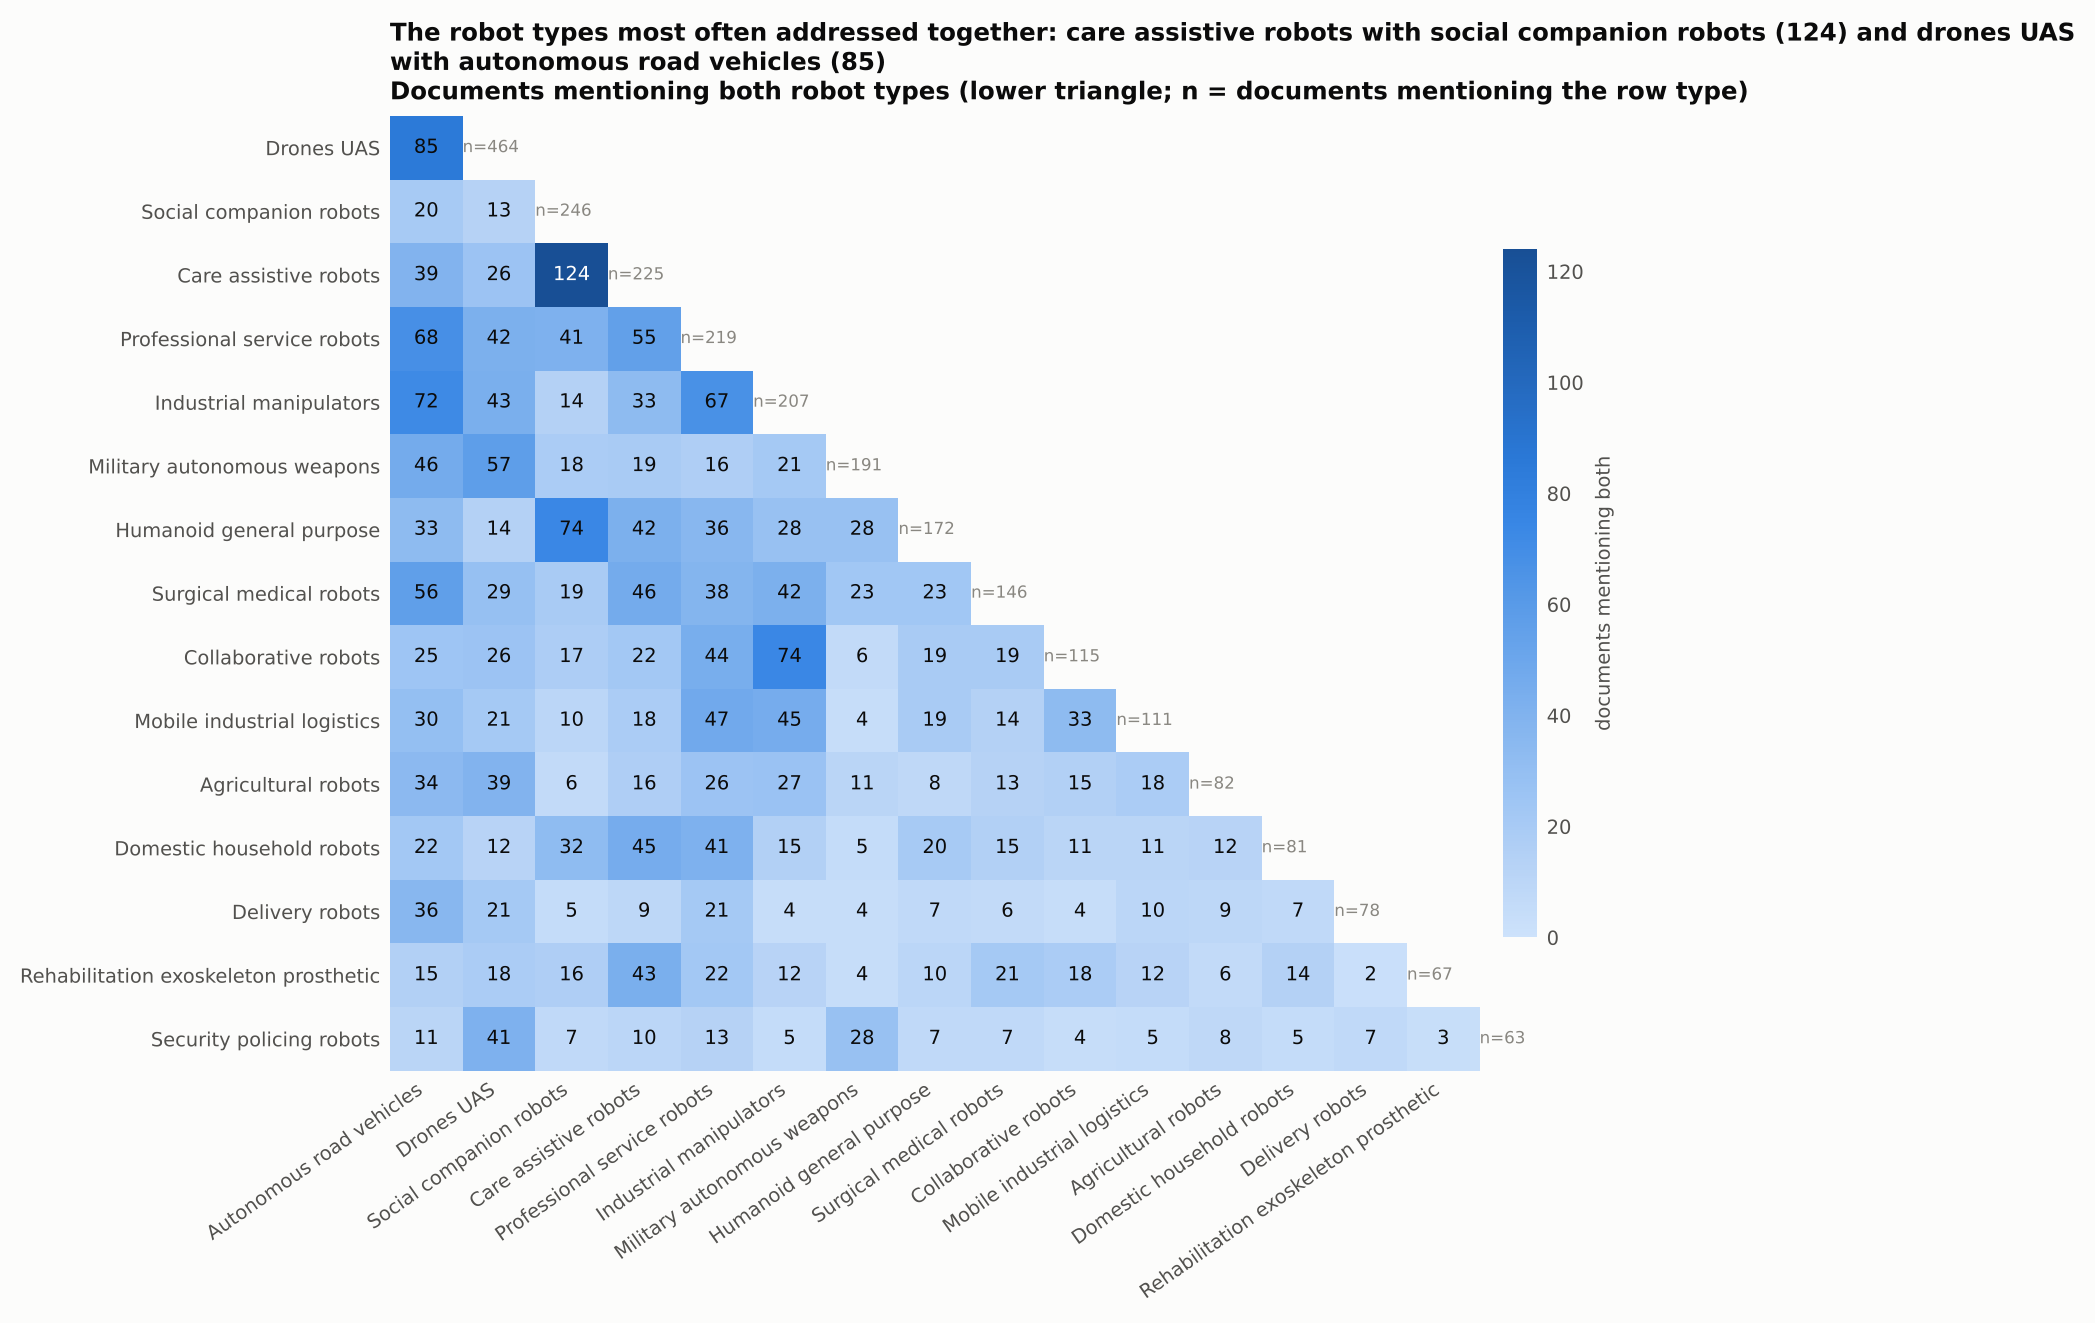 The robot types most often addressed together: care assistive robots with social companion robots (124) and drones UAS
with autonomous road vehicles (85)
Documents mentioning both robot types (lower triangle; n = documents mentioning the row type)
Drones UAS 85 n=464
Social companion robots 20 13 n=246
Care assistive robots 39 26 124 n=225
Professional service robots 68 42 41 55 n=219
Industrial manipulators 72 43 14 33 67 n=207
Military autonomous weapons 46 57 18 19 16 21 n=191
Humanoid general purpose 33 14 74 42 36 28 28 n=172
Surgical medical robots 56 29 19 46 38 42 23 23 n=146
Collaborative robots 25 26 17 22 44 74 6 19 19 n=115
Mobile industrial logistics 30 21 10 18 47 45 4 19 14 33 n=111
Agricultural robots 34 39 6 16 26 27 11 8 13 15 18 n=82
Domestic household robots 22 12 32 45 41 15 5 20 15 11 11 12 n=81
Delivery robots 36 21 5 9 21 4 4 7 6 4 10 9 7 n=78
Rehabilitation exoskeleton prosthetic 15 18 16 43 22 12 4 10 21 18 12 6 14 2 n=67
Security policing robots 11 41 7 10 13 5 28 7 7 4 5 8 5 7 3 n=63
Autonomous road vehicles
Drones UAS
Social companion robots
Care assistive robots
Professional service robots
Industrial manipulators
Military autonomous weapons
Humanoid general purpose
Surgical medical robots
Collaborative robots
Mobile industrial logistics
Agricultural robots
Domestic household robots
Delivery robots
Rehabilitation exoskeleton prosthetic
120
100
80
60
40
20
0
documents mentioning both